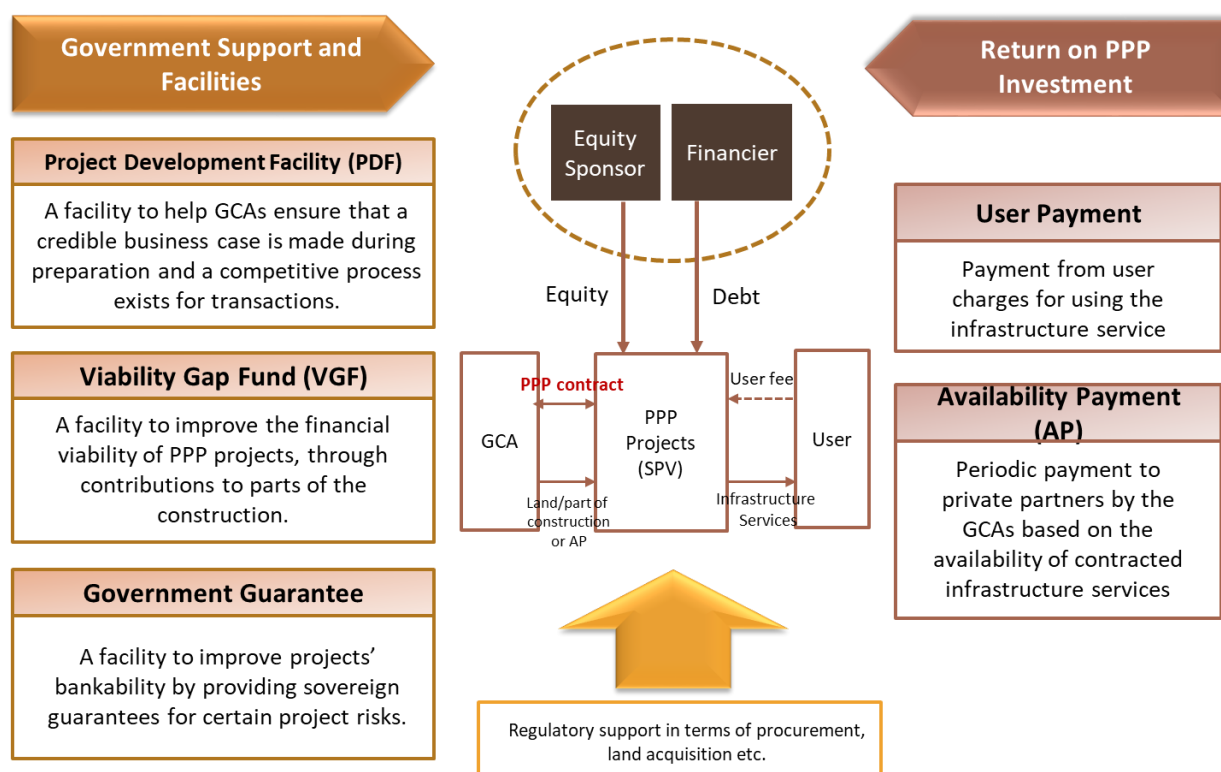 Government Support and
Facilities
Project Development Facility (PDF)
A facility to help GCAs ensure that a
credible business case is made during
preparation and a competitive process
exists for transactions.
Viability Gap Fund (VGF)
A facility to improve the financial
viability of PPP projects, through
contributions to parts of the
construction.
Government Guarantee
A facility to improve projects’
bankability by providing sovereign
guarantees for certain project risks.
Equity
Sponsor
Financier
Equity
Debt
GCA
PPP contract
Land/part of
construction
or AP
PPP
Projects
(SPV)
User fee
Infrastructure
Services
User
Regulatory support in terms of procurement,
land acquisition etc.
Return on PPP
Investment
User Payment
Payment from user
charges for using the
infrastructure service
Availability Payment
(AP)
Periodic payment to
private partners by the
GCAs based on the
availability of contracted
infrastructure services